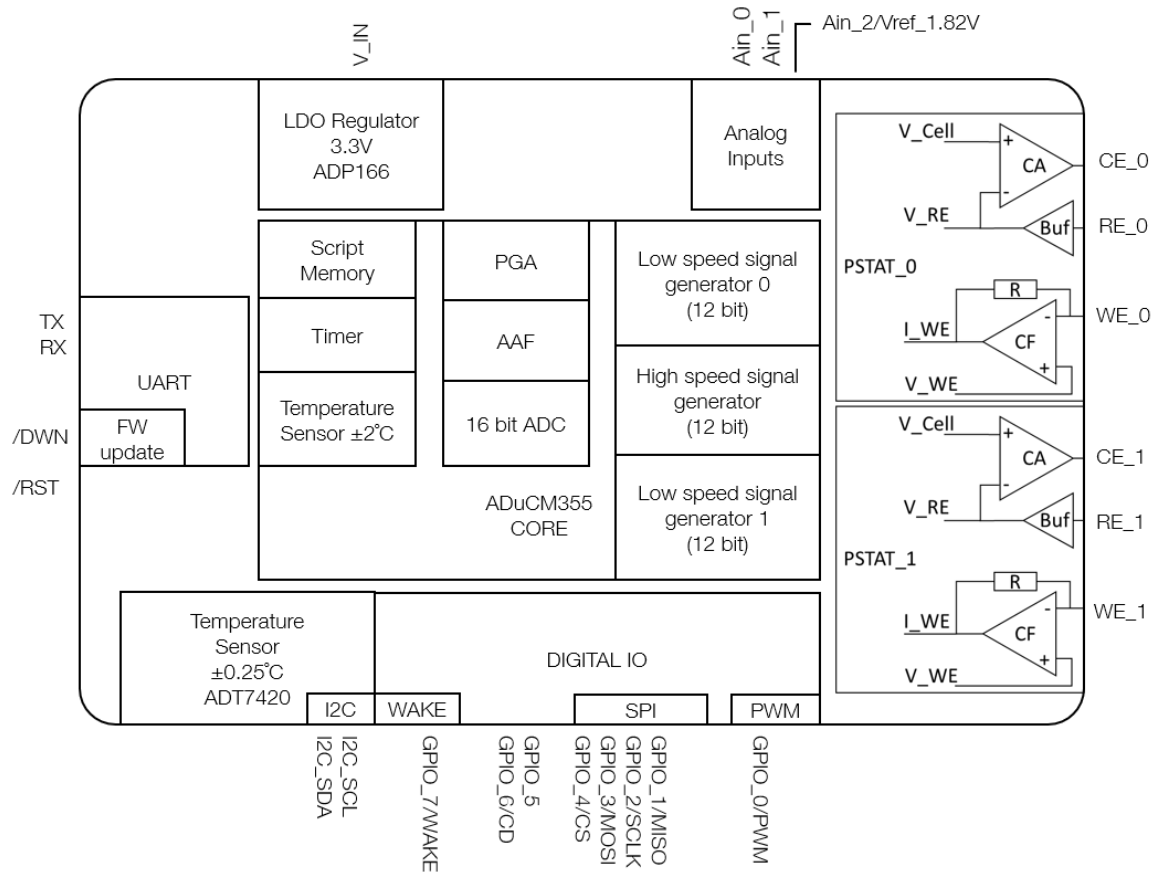 V_IN
Ain_0
Ain_1
Ain_2/Vref_1.82V
LDO Regulator
3.3V
ADP166
Analog
Inputs
Script
Memory
Timer
Temperature
Sensor ±2°C
PGA
AAF
16 bit ADC
Low speed signal
generator 0
(12 bit)
High speed signal
generator
(12 bit)
Low speed signal
generator 1
(12 bit)
ADuCM355
CORE
TX
RX
UART
/DWN
FW
update
/RST
V_Cell
+
CA
-
CE_0
V_RE
Buf
RE_0
PSTAT_0
R
WE_0
I_WE
-
CF
+
V_WE
V_Cell
+
CA
-
CE_1
V_RE
Buf
RE_1
PSTAT_1
R
WE_1
I_WE
-
CF
+
V_WE
Temperature
Sensor
±0.25°C
ADT7420
DIGITAL IO
I2C
WAKE
SPI
PWM
I2C_SDA
I2C_SCL
GPIO_7/WAKE
GPIO_6/CD
GPIO_5
GPIO_4/CS
GPIO_3/MOSI
GPIO_2/SCLK
GPIO_1/MISO
GPIO_0/PWM